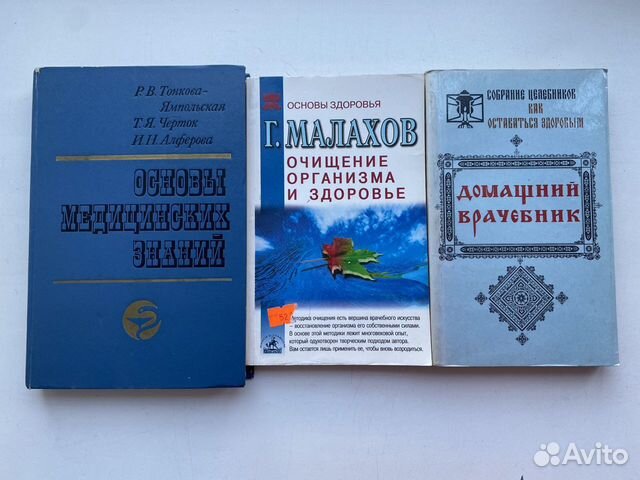 Р.В. Тонкова-
Ямпольская
Т.Я. Черток
И.Н. Алферова
ОСНОВЫ
МЕДИЦИНСКИХ
ЗНАНИЙ
ОСНОВЫ ЗДОРОВЬЯ
Г. МАЛАХОВ
ОЧИЩЕНИЕ
ОРГАНИЗМА
И ЗДОРОВЬЕ
52
Методика очищения есть вершина врачебного искусства
– восстановление организма его собственными силами.
В основе этой методики лежит многовековой опыт,
который одухотворен творческим подходом автора.
Вам остается лишь применить ее, чтобы вновь возродиться.
СОБРАНИЕ ЦЕЛЕБНИКОВ
КАК
ОСТАВАТЬСЯ ЗДОРОВЫМ
ДОМАШНИЙ
ВРАЧЕБНИК
Avito